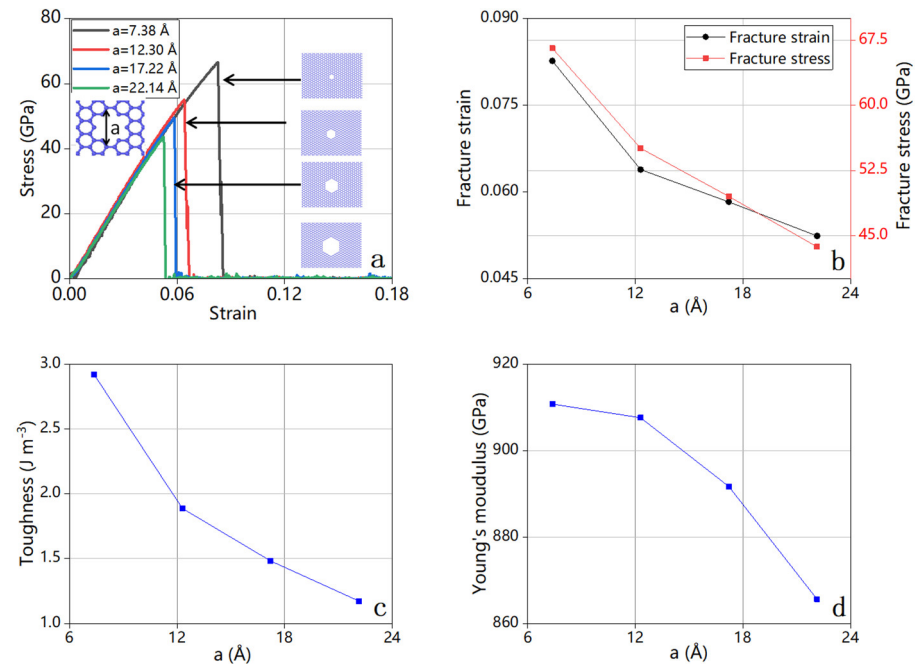 80
60
40
20
0
Stress (GPa)
a=7.38 Å
a=12.30 Å
a=17.22 Å
a=22.14 Å
a
a
0.00
0.06
0.12
0.18
Strain
0.090
0.075
0.060
0.045
Fracture strain
Fracture strain
Fracture stress
67.5
60.0
52.5
45.0
Fracture stress (GPa)
b
6
12
18
24
a (Å)
3.0
2.5
2.0
1.5
1.0
Toughness (J m⁻³)
c
6
12
18
24
a (Å)
920
900
880
860
Young's moudulus (GPa)
d
6
12
18
24
a (Å)